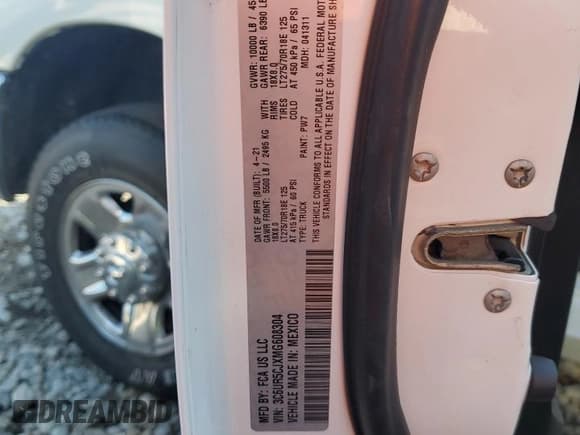 MFD BY: FCA US LLC
DATE OF MFR (BUILT): 4-21
GVWR: 10000 LB / 45
GAWR FRONT: 5500 LB / 2495 KG
WITH
GAWR REAR: 6390 LB
18X8.0
RIMS
18X8.0
LT275/70R18E 125
TIRES
LT275/70R18E 125
AT 415 kPa / 60 PSI
COLD
AT 450 kPa / 65 PSI
TYPE: TRUCK
PAINT: PW7
MDH: 041311
THIS VEHICLE CONFORMS TO ALL APPLICABLE U.S.A. FEDERAL MOT
STANDARDS IN EFFECT ON THE DATE OF MANUFACTURE SH
VIN: 3C6UR5CJXMG608304
VEHICLE MADE IN: MEXICO
DREAMBID